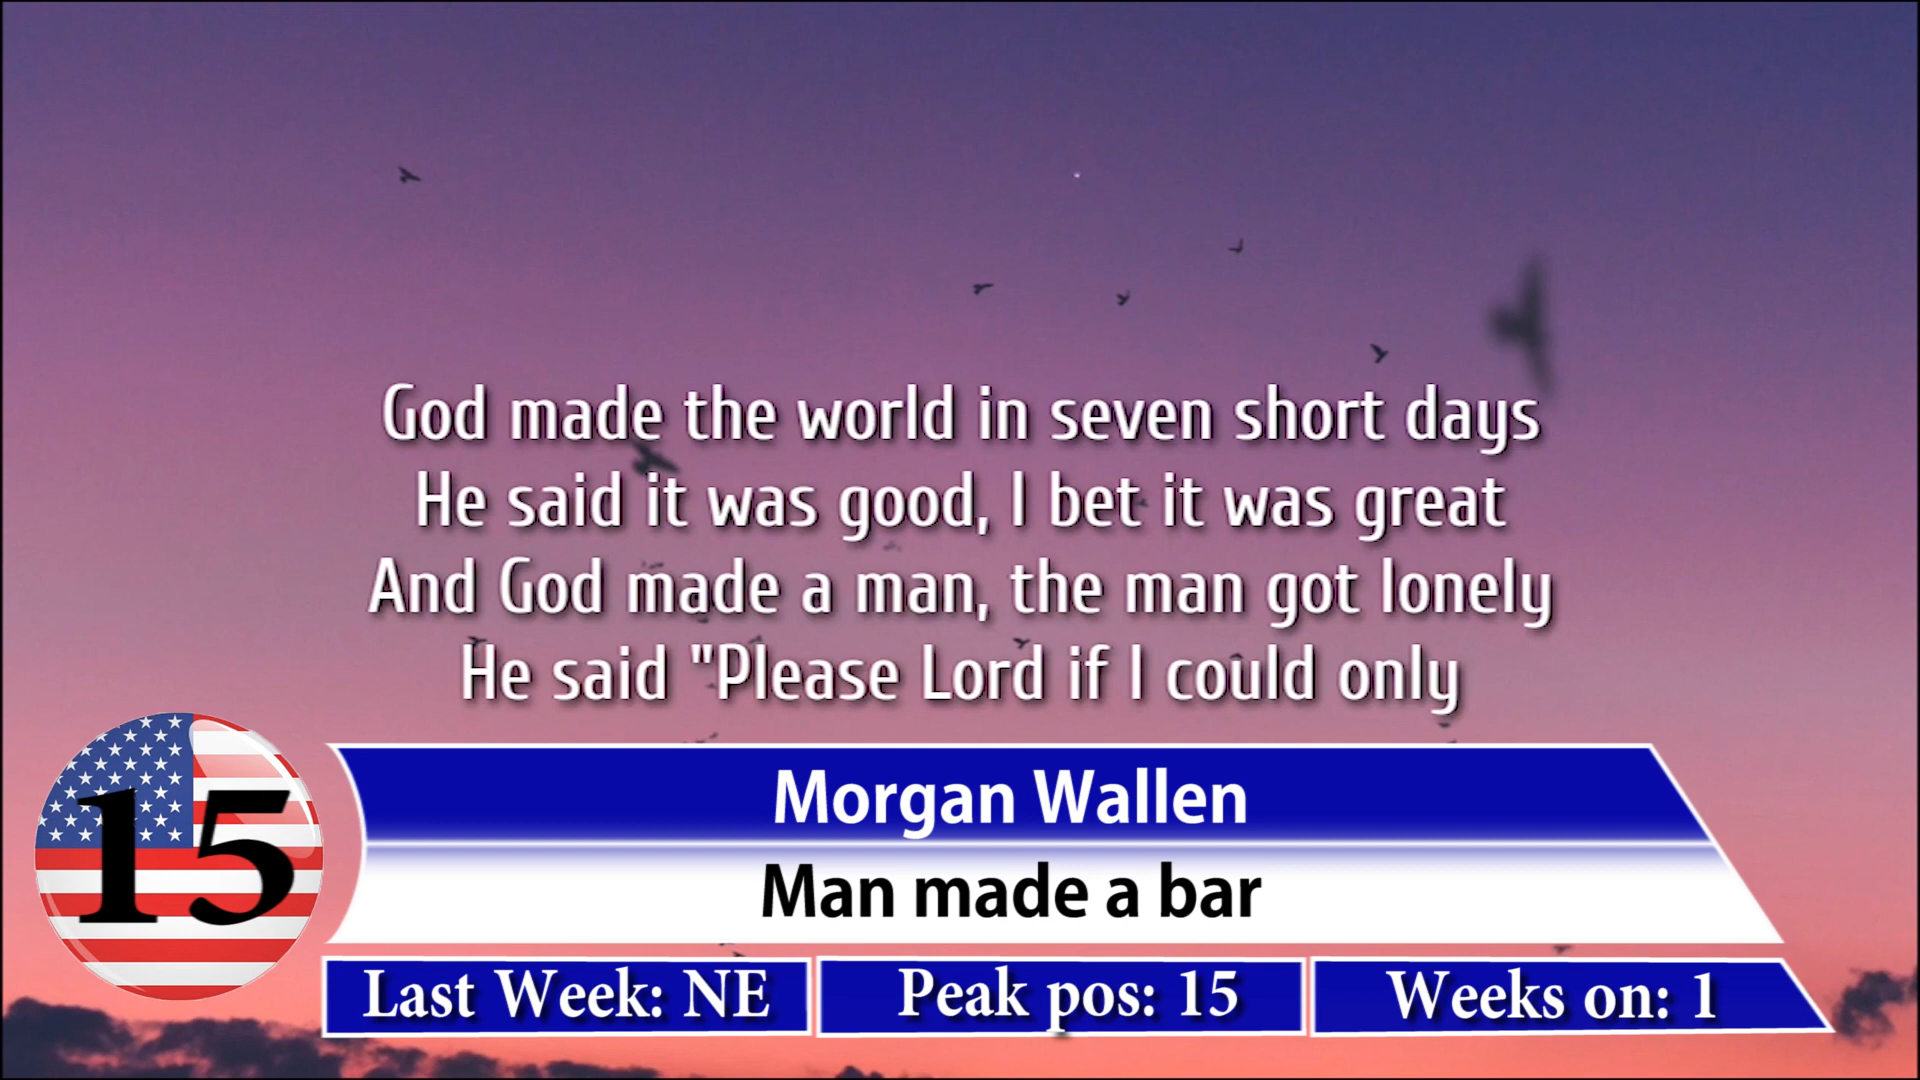 God made the world in seven short days
He said it was good, I bet it was great
And God made a man, the man got lonely
He said "Please Lord if I could only
15
Morgan Wallen
Man made a bar
Last Week: NE
Peak pos: 15
Weeks on: 1